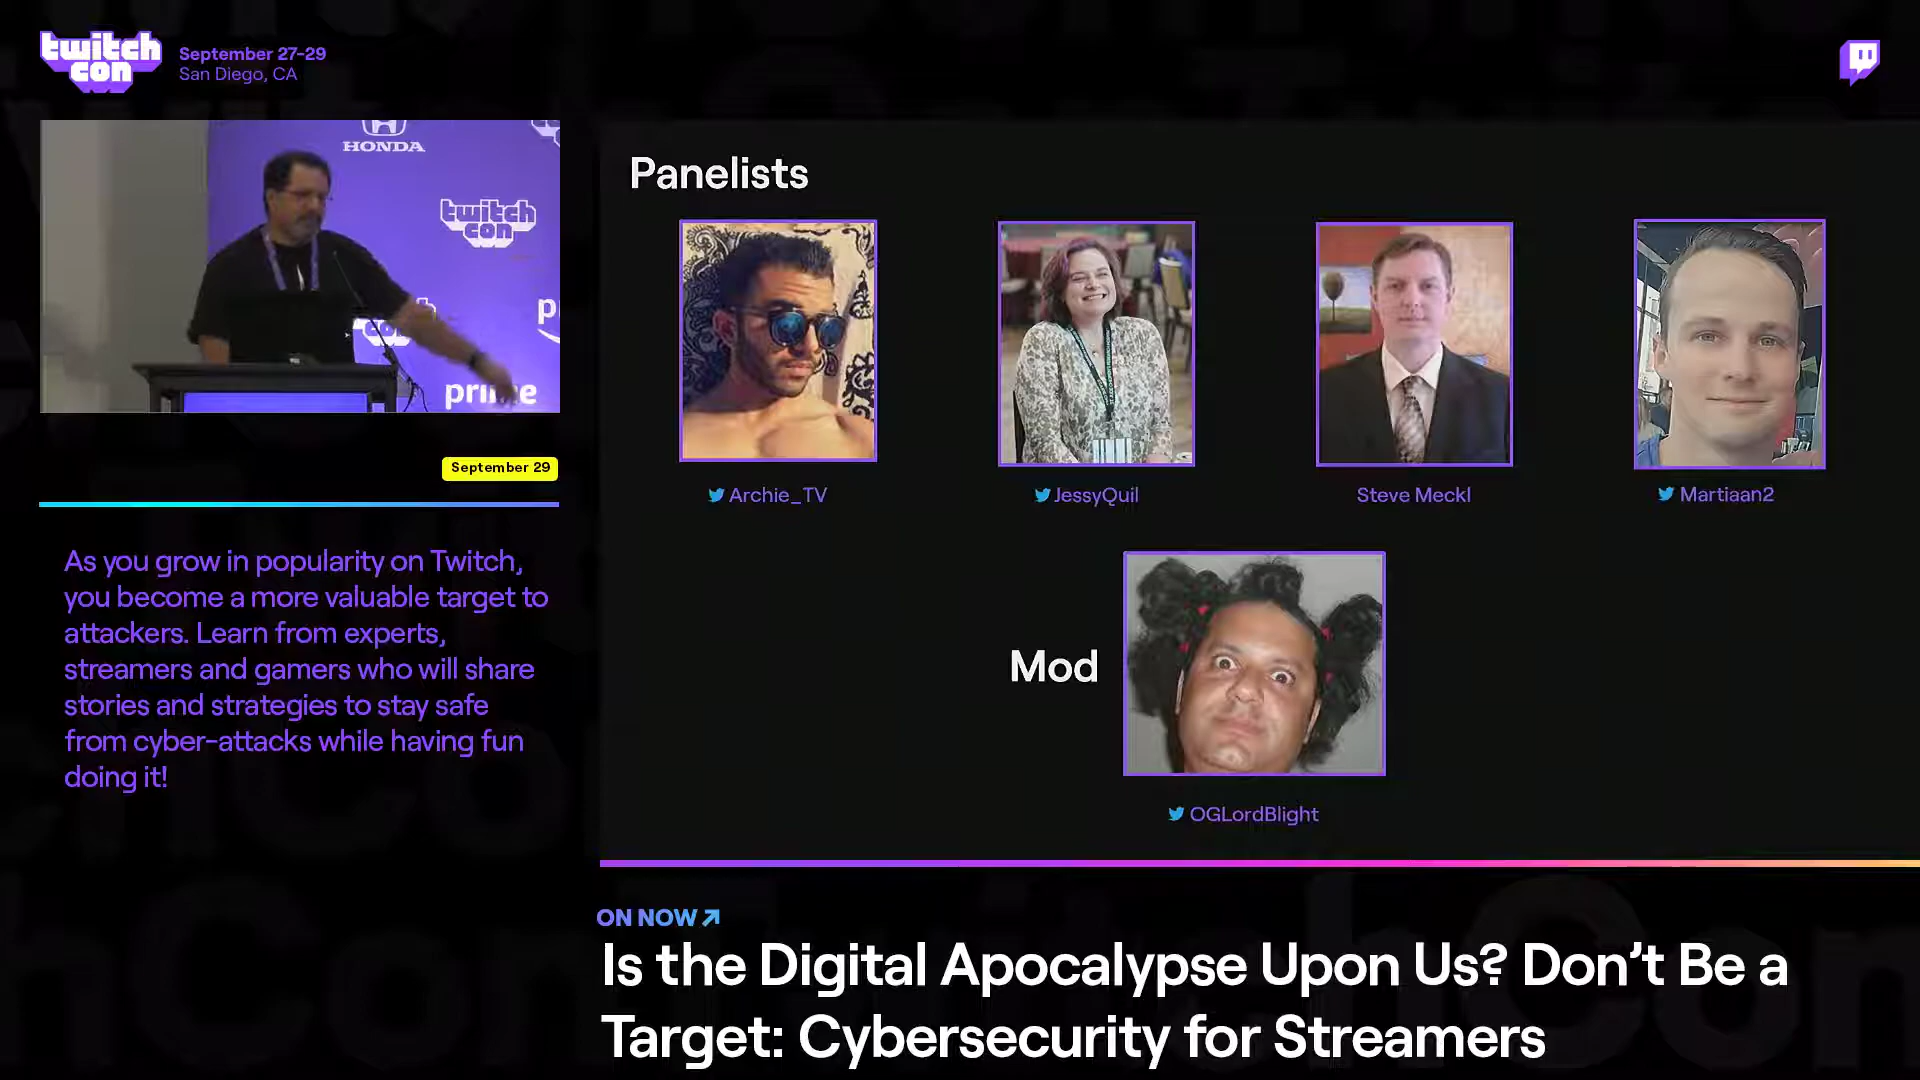 twitch
con
September 27-29
San Diego, CA
HONDA
twitch
con
con
p
prime
September 29
As you grow in popularity on Twitch,
you become a more valuable target to
attackers. Learn from experts,
streamers and gamers who will share
stories and strategies to stay safe
from cyber-attacks while having fun
doing it!
Panelists
Archie_TV
JessyQuil
Steve Meckl
Martiaan2
Mod
OGLordBlight
ON NOW
Is the Digital Apocalypse Upon Us? Don’t Be a
Target: Cybersecurity for Streamers